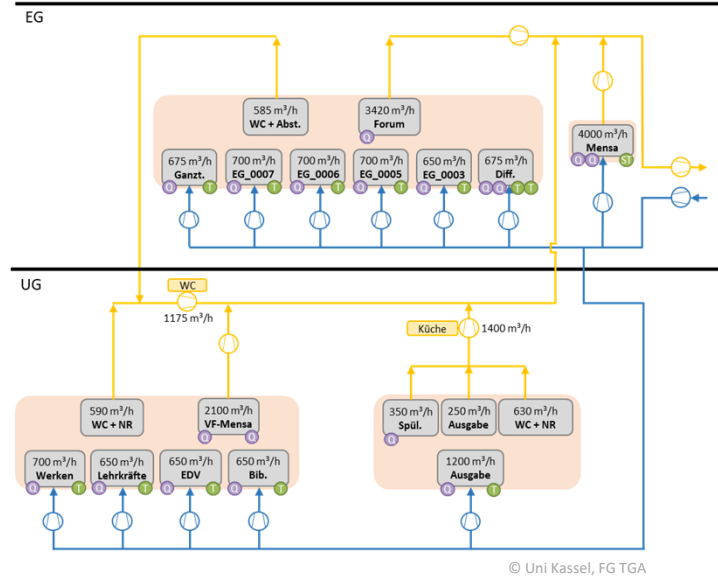 EG
585 m³/h
WC + Abst.
3420 m³/h
Forum
Q
4000 m³/h
Mensa
Q Q ST
675 m³/h
Ganzt.
Q T
700 m³/h
EG_0007
Q T
700 m³/h
EG_0006
Q T
700 m³/h
EG_0005
Q T
650 m³/h
EG_0003
Q T
675 m³/h
Diff.
Q Q T T
UG
WC
1175 m³/h
Küche
1400 m³/h
590 m³/h
WC + NR
2100 m³/h
VF-Mensa
Q Q
350 m³/h
Spül.
Q
250 m³/h
Ausgabe
630 m³/h
WC + NR
700 m³/h
Werken
Q T
650 m³/h
Lehrkräfte
Q T
650 m³/h
EDV
Q T
650 m³/h
Bib.
Q T
1200 m³/h
Ausgabe
Q T
© Uni Kassel, FG TGA